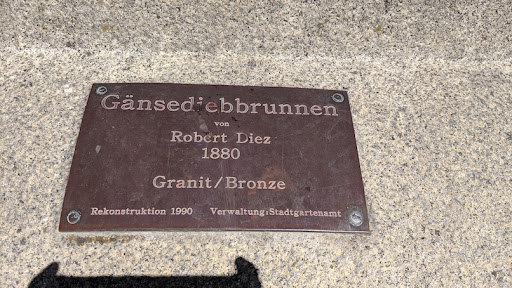 Gänsediebbrunnen
von
Robert Diez
1880
Granit/Bronze
Rekonstruktion 1990 Verwaltung:Stadtgartenamt